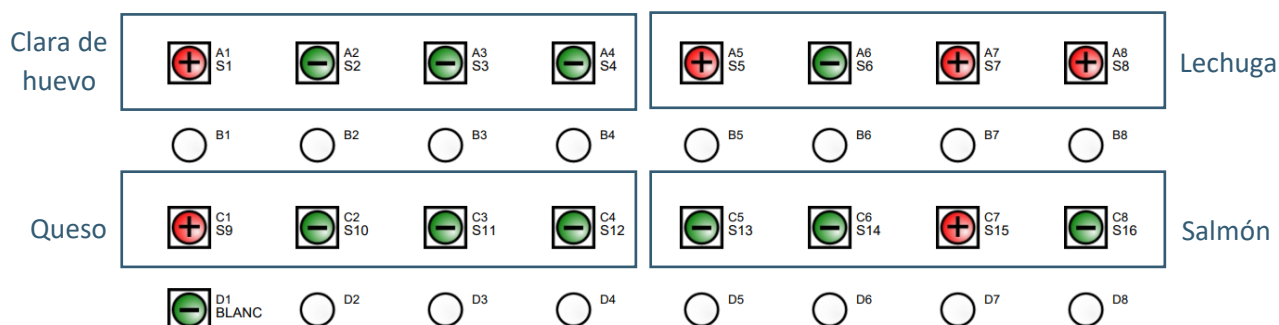 Clara de
huevo
A1
S1
A2
S2
A3
S3
A4
S4
A5
S5
A6
S6
A7
S7
A8
S8
Lechuga
B1
B2
B3
B4
B5
B6
B7
B8
Queso
C1
S9
C2
S10
C3
S11
C4
S12
C5
S13
C6
S14
C7
S15
C8
S16
Salmón
D1
BLANC
D2
D3
D4
D5
D6
D7
D8